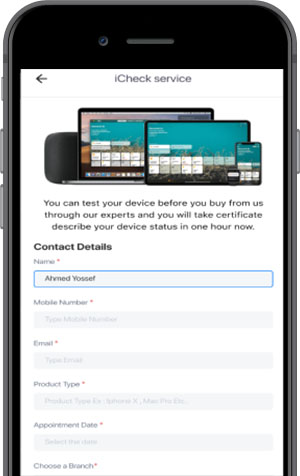 iCheck service
You can test your device before you buy from us
through our experts and you will take certificate
describe your device status in one hour now.
Contact Details
Name *
Ahmed Yossef
Mobile Number *
Type Mobile Number
Email *
Type Email
Product Type *
Product Type Ex : Iphone X , Mac Pro Etc..
Appointment Date *
Select the date
Choose a Branch*